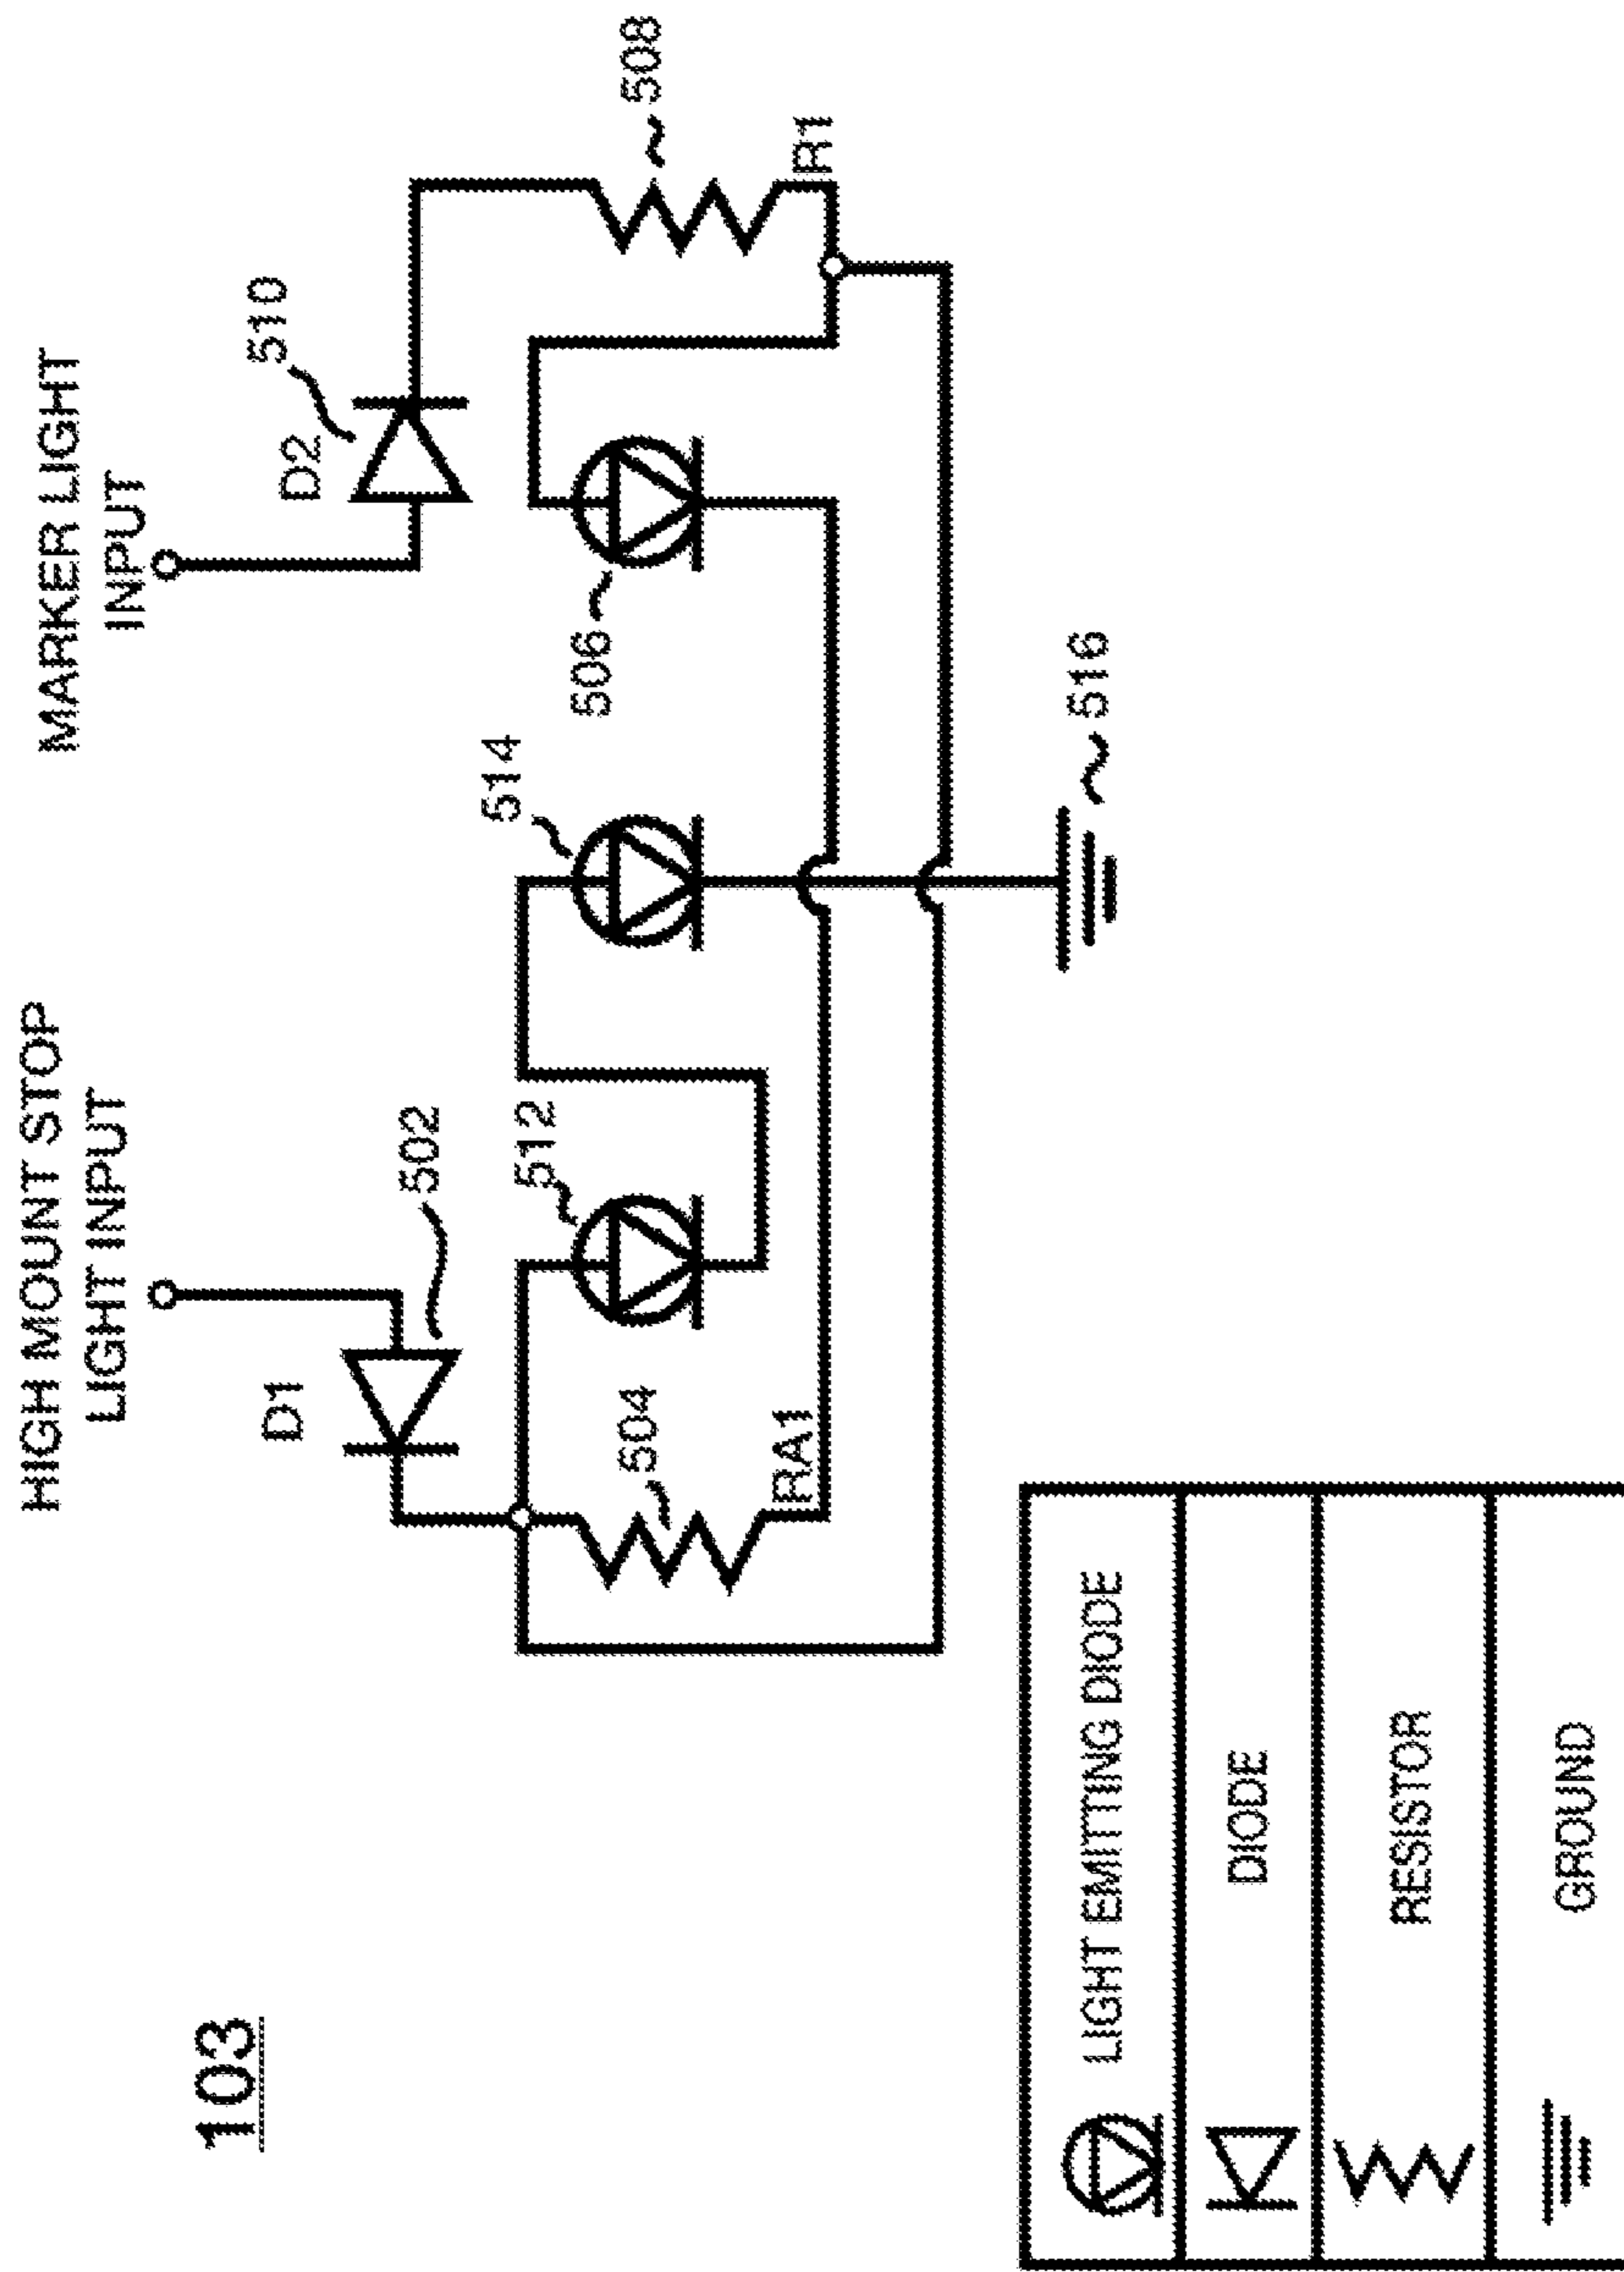 103
HIGH MOUNT STOP
LIGHT INPUT
MARKER LIGHT
INPUT
D1
502
D2
510
504
RA1
512
514
506
508
R1
516
LIGHT EMITTING DIODE
DIODE
RESISTOR
GROUND